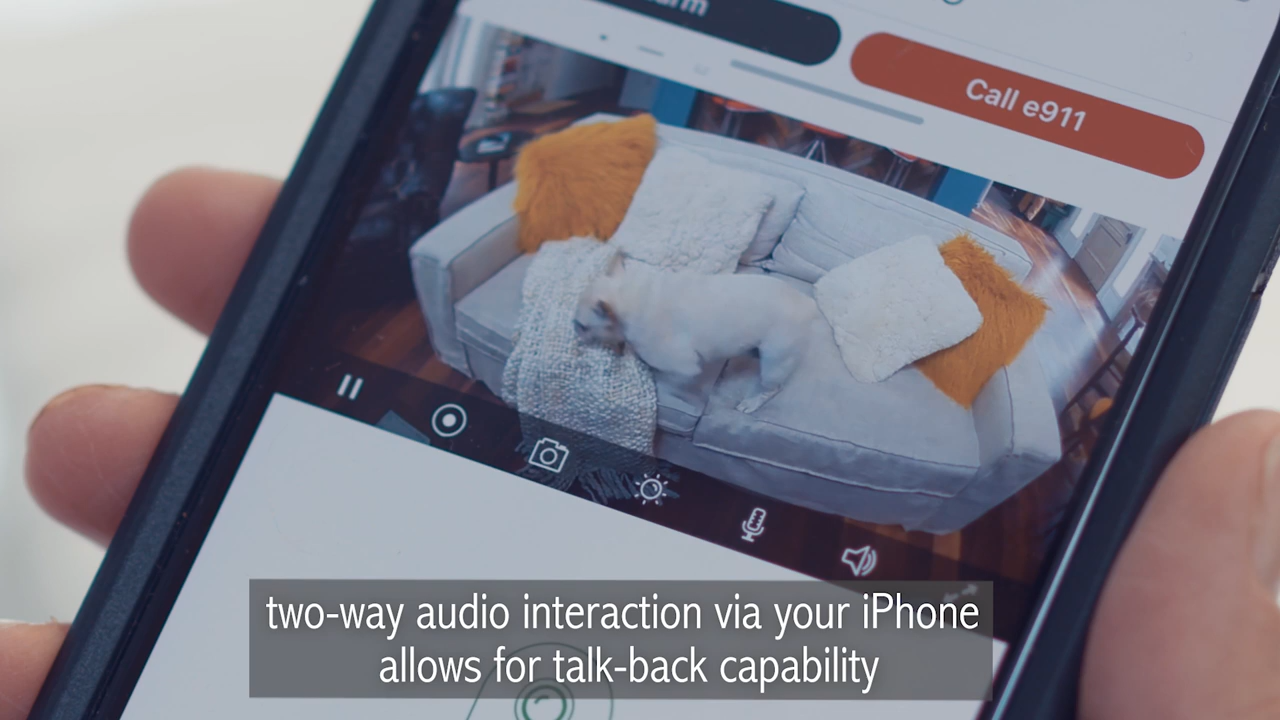 Call e911
two-way audio interaction via your iPhone
allows for talk-back capability